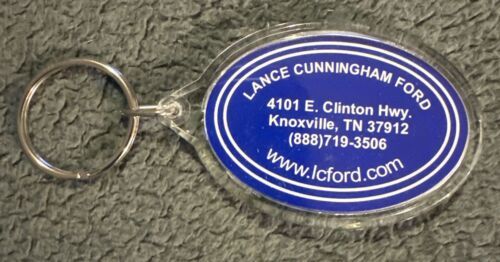 LANCE CUNNINGHAM FORD
4101 E. Clinton Hwy.
Knoxville, TN 37912
(888)719-3506
www.lcford.com